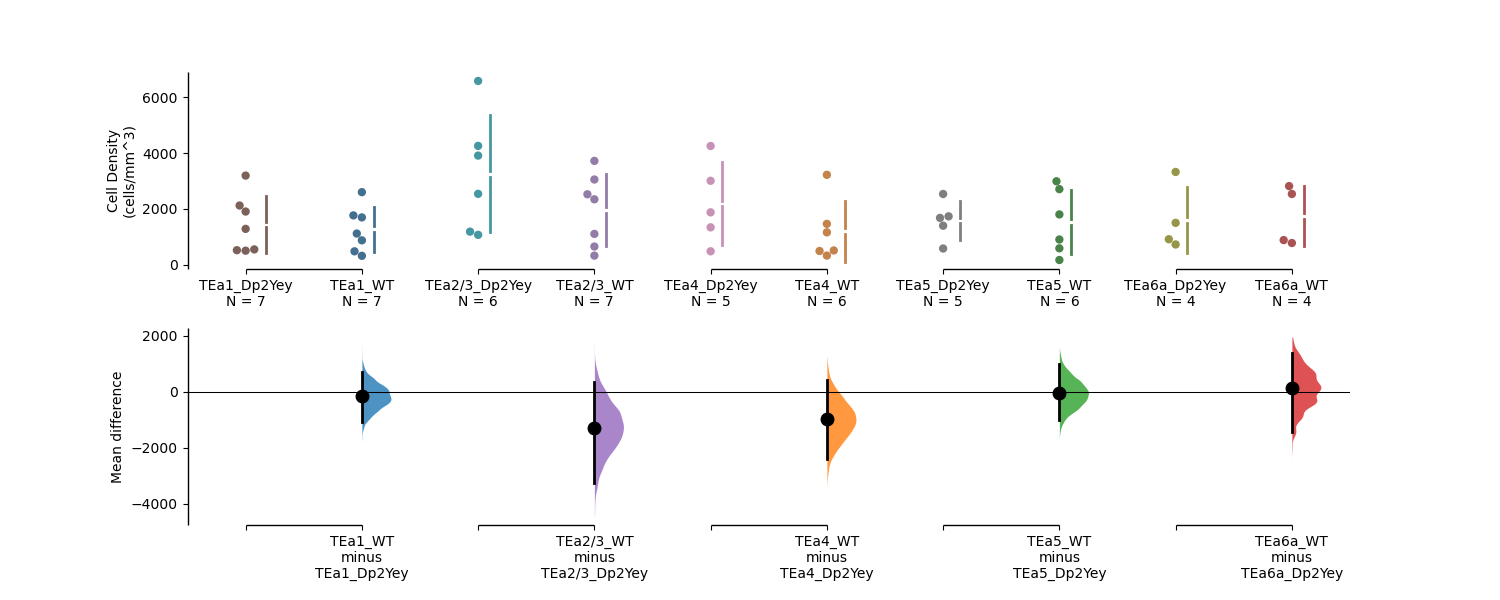 6000
4000
2000
0
Cell Density
(cells/mm^3)
TEa1_Dp2Yey
N = 7
TEa1_WT
N = 7
TEa2/3_Dp2Yey
N = 6
TEa2/3_WT
N = 7
TEa4_Dp2Yey
N = 5
TEa4_WT
N = 6
TEa5_Dp2Yey
N = 5
TEa5_WT
N = 6
TEa6a_Dp2Yey
N = 4
TEa6a_WT
N = 4
2000
0
−2000
−4000
Mean difference
TEa1_WT
minus
TEa1_Dp2Yey
TEa2/3_WT
minus
TEa2/3_Dp2Yey
TEa4_WT
minus
TEa4_Dp2Yey
TEa5_WT
minus
TEa5_Dp2Yey
TEa6a_WT
minus
TEa6a_Dp2Yey